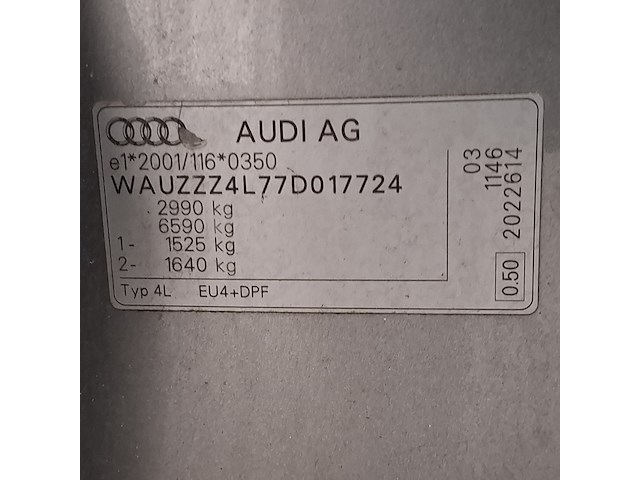 AUDI AG
e1*2001/116*0350
WAUZZZ4L77D017724
2990 kg
6590 kg
1- 1525 kg
2- 1640 kg
Typ 4L EU4+DPF
03
1146
0.50 2022614